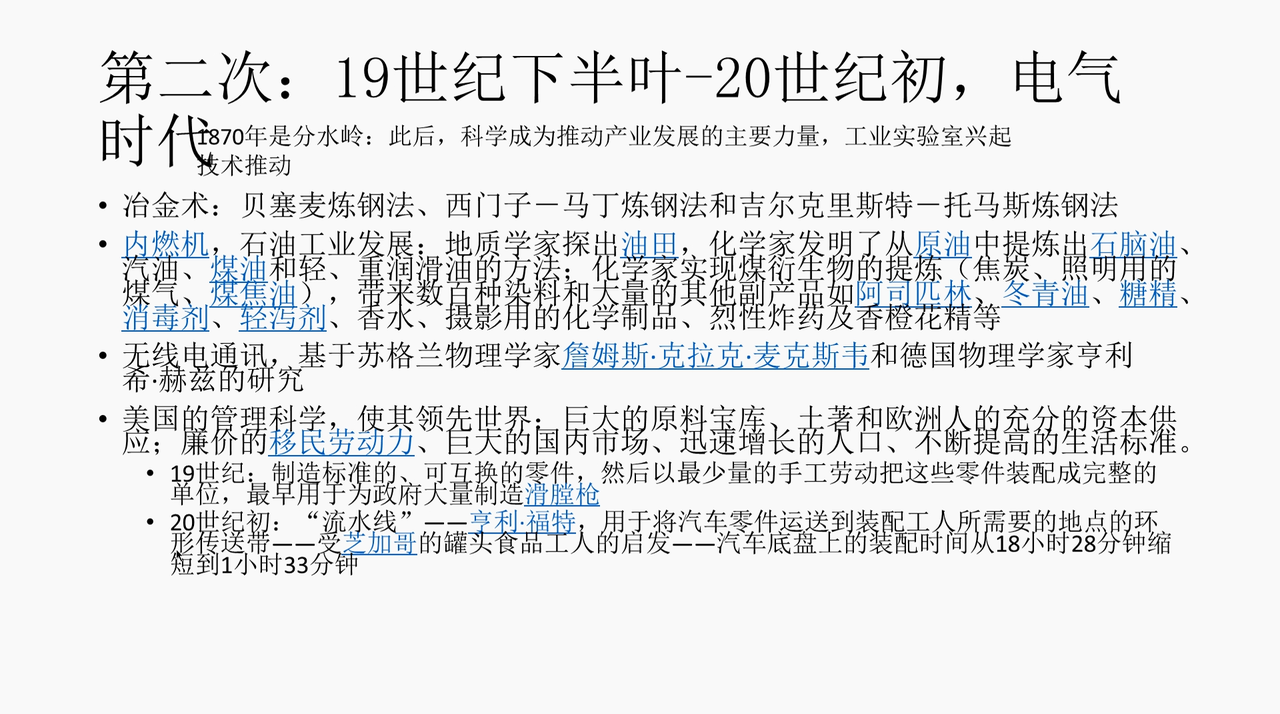 第二次：19世纪下半叶-20世纪初，电气
时代
1870年是分水岭：此后，科学成为推动产业发展的主要力量，工业实验室兴起
技术推动
• 冶金术：贝塞麦炼钢法、西门子－马丁炼钢法和吉尔克里斯特－托马斯炼钢法
• 内燃机，石油工业发展：地质学家探出油田，化学家发明了从原油中提炼出石脑油、
汽油、煤油和轻、重润滑油的方法；化学家实现煤衍生物的提炼（焦炭、照明用的
煤气、煤焦油），带来数百种染料和大量的其他副产品如阿司匹林、冬青油、糖精、
消毒剂、轻泻剂、香水、摄影用的化学制品、烈性炸药及香橙花精等
• 无线电通讯，基于苏格兰物理学家詹姆斯·克拉克·麦克斯韦和德国物理学家亨利
希·赫兹的研究
• 美国的管理科学，使其领先世界：巨大的原料宝库、土著和欧洲人的充分的资本供
应；廉价的移民劳动力、巨大的国内市场、迅速增长的人口、不断提高的生活标准。
• 19世纪：制造标准的、可互换的零件，然后以最少量的手工劳动把这些零件装配成完整的
单位，最早用于为政府大量制造滑膛枪
• 20世纪初：“流水线”——亨利·福特，用于将汽车零件运送到装配工人所需要的地点的环
形传送带——受芝加哥的罐头食品工人的启发——汽车底盘上的装配时间从18小时28分钟缩
短到1小时33分钟